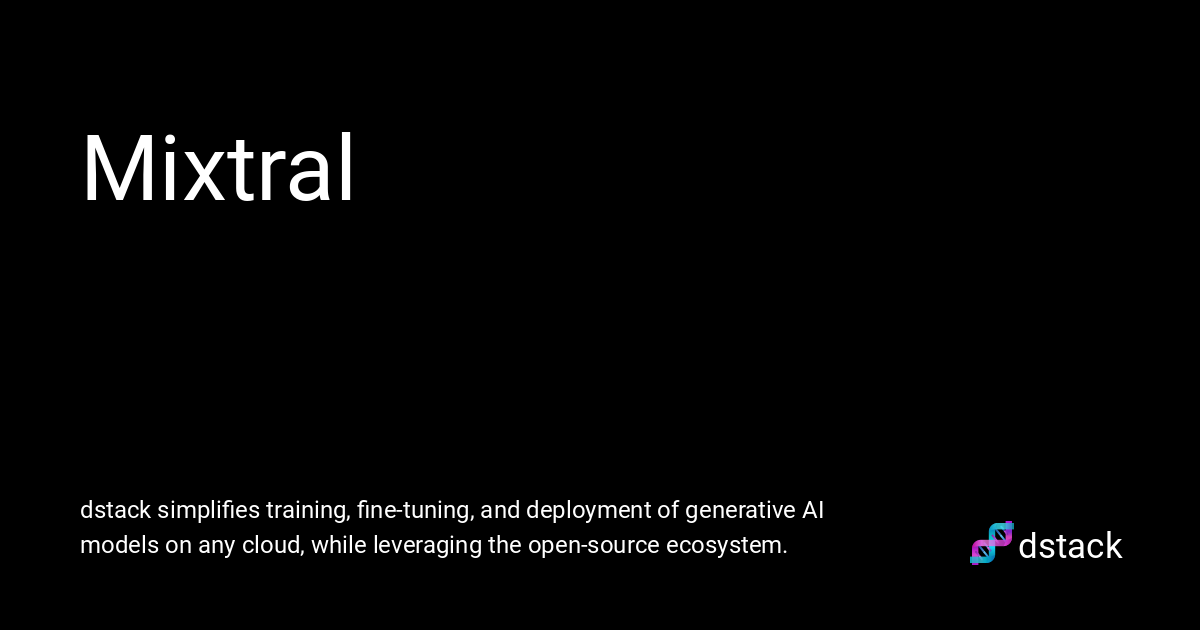 Mixtral
dstack simplifies training, fine-tuning, and deployment of generative AI
models on any cloud, while leveraging the open-source ecosystem.
dstack